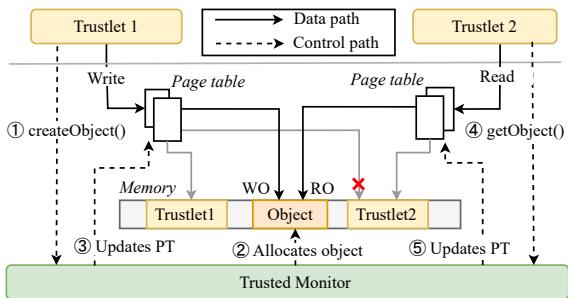 Trustlet 1
Data path
Control path
Trustlet 2
Write
Page table
Page table
Read
① createObject()
④ getObject()
Memory
WO
RO
Trustlet1
Object
Trustlet2
③ Updates PT
② Allocates object
⑤ Updates PT
Trusted Monitor